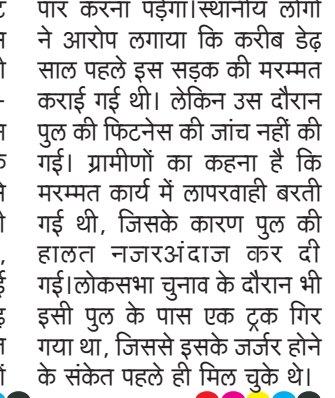 पार करना पड़ेगा।स्थानीय लोगों
ने आरोप लगाया कि करीब डेढ़
साल पहले इस सड़क की मरम्मत
कराई गई थी। लेकिन उस दौरान
पुल की फिटनेस की जांच नहीं की
गई। ग्रामीणों का कहना है कि
मरम्मत कार्य में लापरवाही बरती
गई थी, जिसके कारण पुल की
हालत नजरअंदाज कर दी
गई।लोकसभा चुनाव के दौरान भी
इसी पुल के पास एक ट्रक गिर
गया था, जिससे इसके जर्जर होने
के संकेत पहले ही मिल चुके थे।